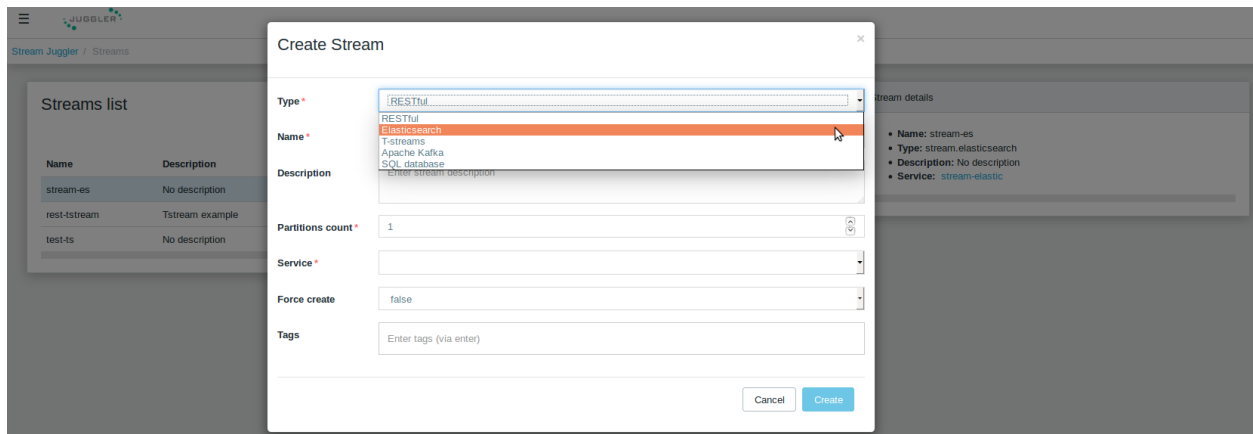 ☰ JUGGLER
Stream Juggler / Streams
Create Stream ×
Type * RESTful
RESTful
Elasticsearch
T-streams
Apache Kafka
SQL database
Name *
Description Enter stream description
Partitions count * 1
Service *
Force create false
Tags Enter tags (via enter)
Cancel Create
Streams list
Name Description
stream-es No description
rest-tstream Tstream example
test-ts No description
Stream details
• Name: stream-es
• Type: stream.elasticsearch
• Description: No description
• Service: stream-elastic